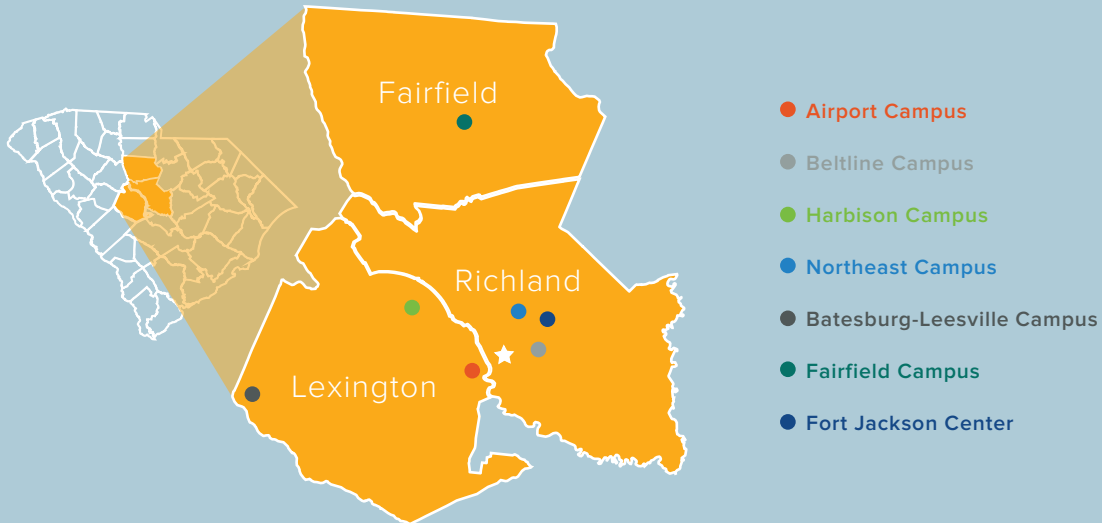 Fairfield
Richland
Lexington
Airport Campus
Beltline Campus
Harbison Campus
Northeast Campus
Batesburg-Leesville Campus
Fairfield Campus
Fort Jackson Center